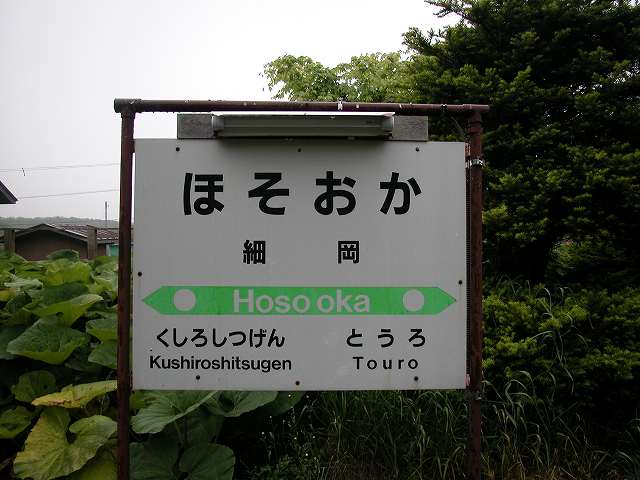 ほそおか
細岡
Hosooka
くしろしつげん とうろ
Kushiroshitsugen Touro